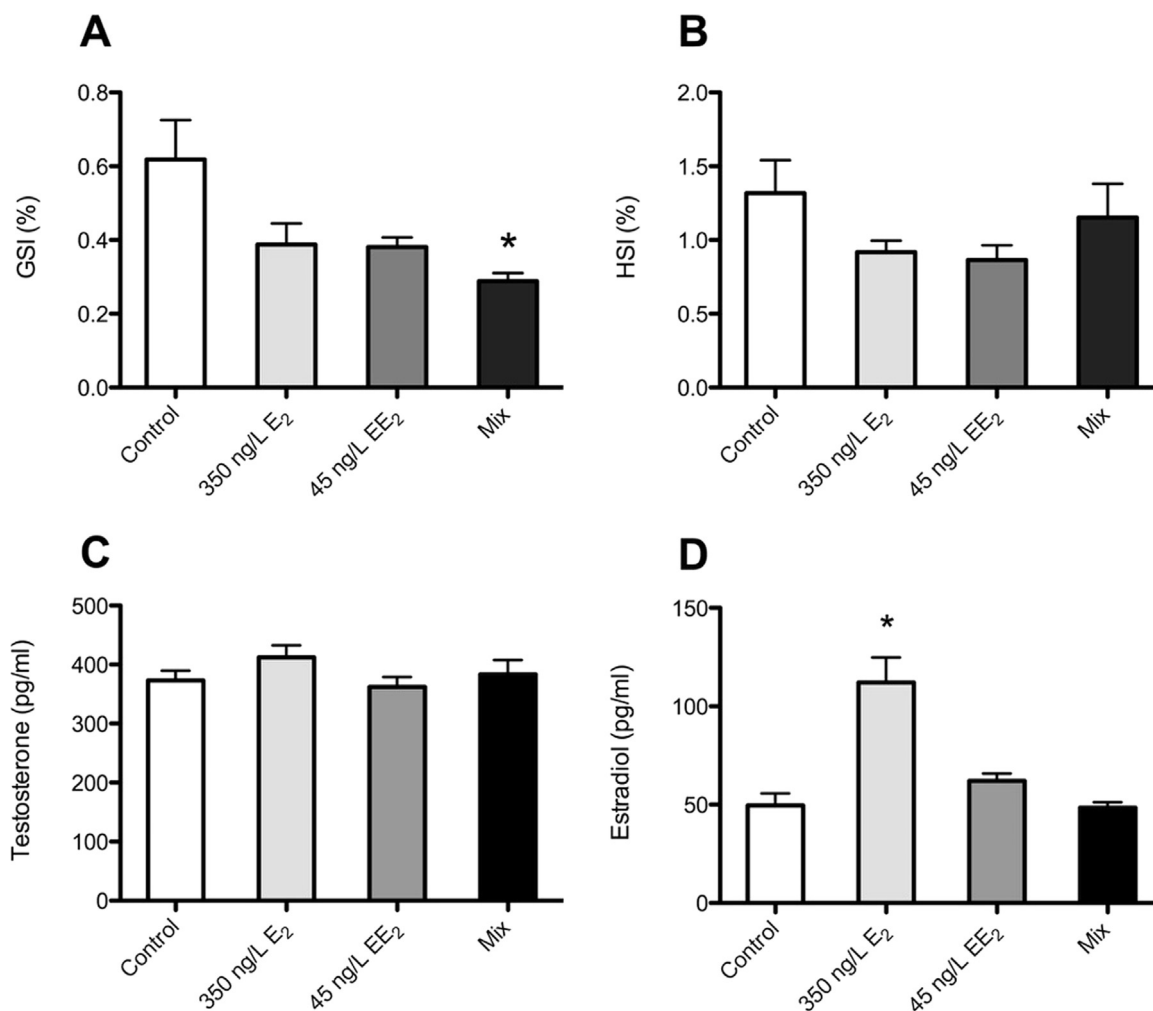 A
GSI (%)
0.8
0.6
0.4
0.2
0.0
*
Control
350 ng/L E₂
45 ng/L EE₂
Mix
B
HSI (%)
2.0
1.5
1.0
0.5
0.0
Control
350 ng/L E₂
45 ng/L EE₂
Mix
C
Testosterone (pg/ml)
500
400
300
200
100
0
Control
350 ng/L E₂
45 ng/L EE₂
Mix
D
Estradiol (pg/ml)
150
100
50
0
*
Control
350 ng/L E₂
45 ng/L EE₂
Mix